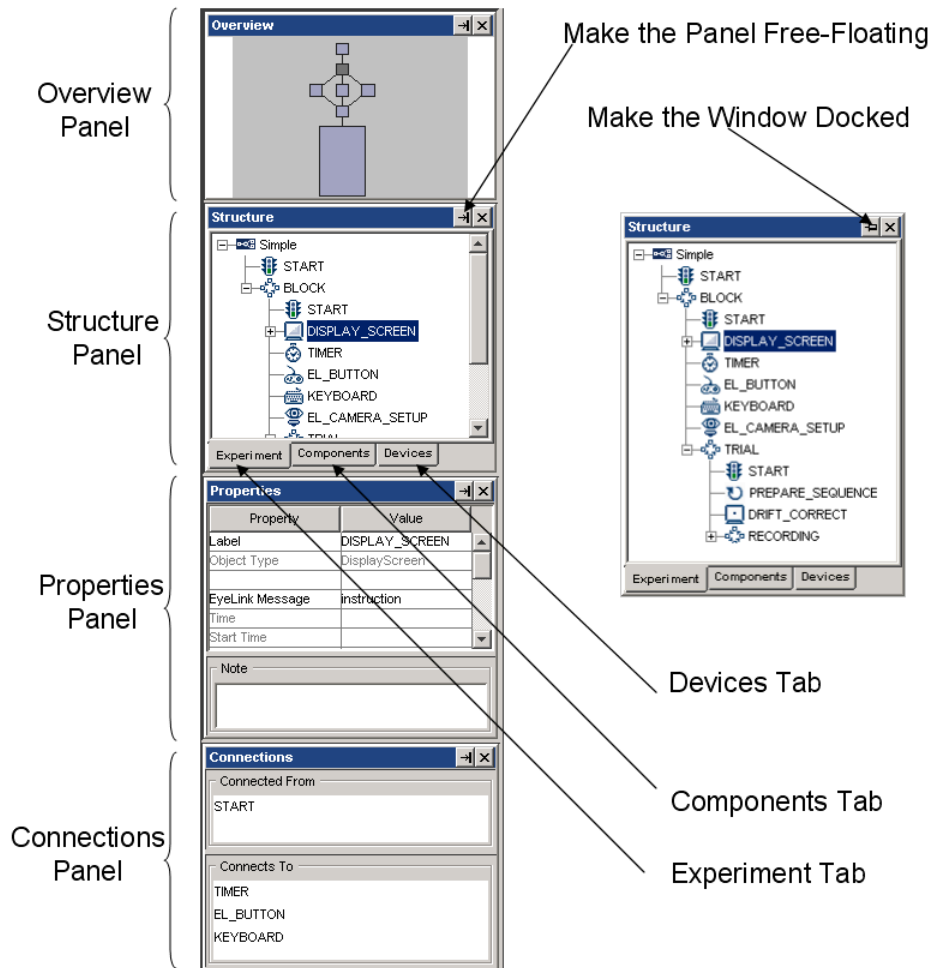 Overview
Make the Panel Free-Floating
Overview
Panel
Make the Window Docked
Structure
Simple
START
BLOCK
START
DISPLAY_SCREEN
TIMER
EL_BUTTON
KEYBOARD
EL_CAMERA_SETUP
TRIAL
Experiment
Components
Devices
Structure
Panel
Structure
Simple
START
BLOCK
START
DISPLAY_SCREEN
TIMER
EL_BUTTON
KEYBOARD
EL_CAMERA_SETUP
TRIAL
START
PREPARE_SEQUENCE
DRIFT_CORRECT
RECORDING
Experiment
Components
Devices
Properties
Property Value
Label DISPLAY_SCREEN
Object Type DisplayScreen
EyeLink Message instruction
Time
Start Time
Note
Properties
Panel
Devices Tab
Connections
Connected From
START
Connects To
TIMER
EL_BUTTON
KEYBOARD
Connections
Panel
Components Tab
Experiment Tab